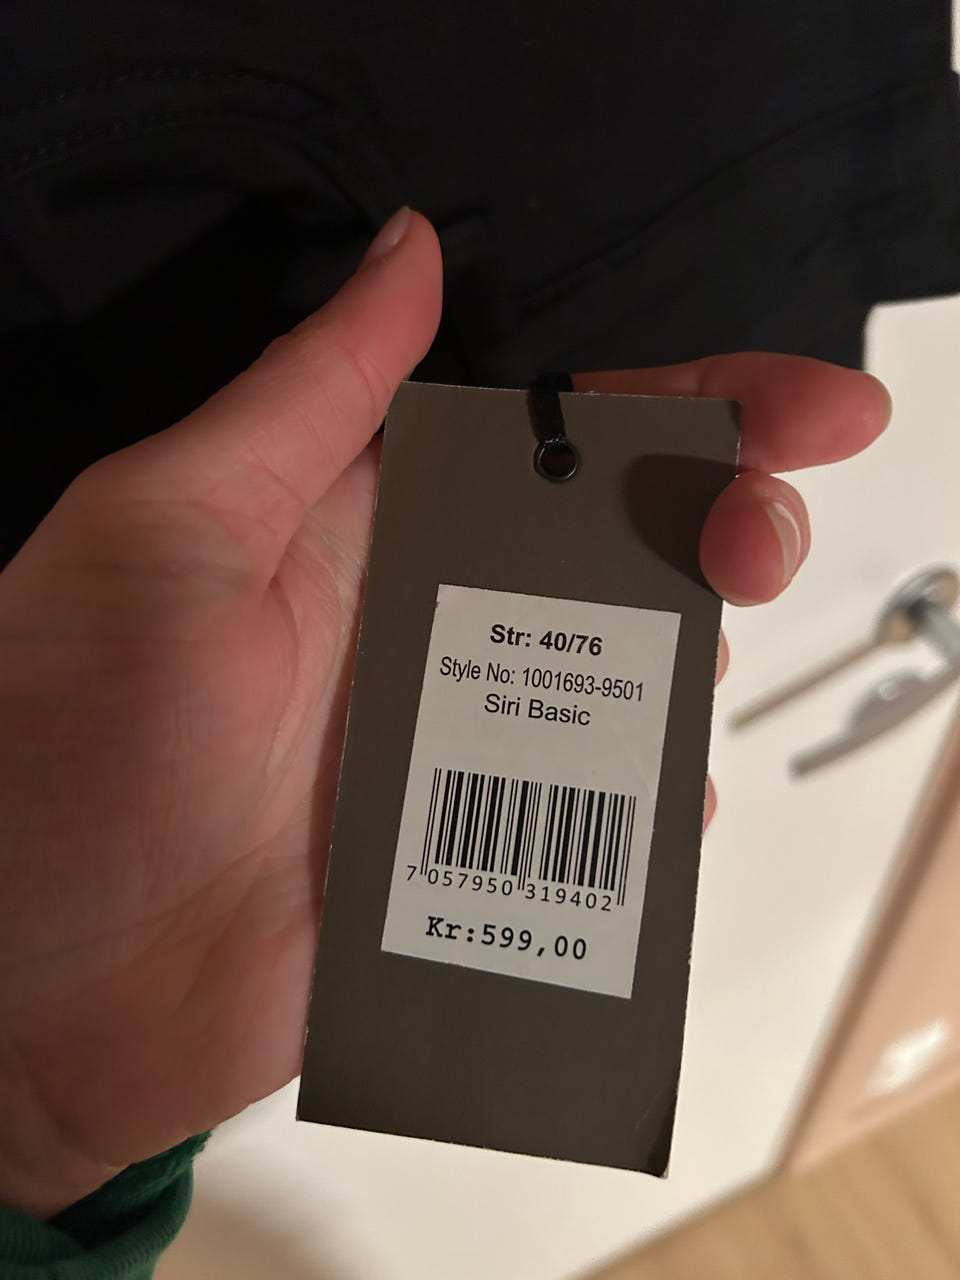 Str: 40/76
Style No: 1001693-9501
Siri Basic
7 057950 319402
Kr:599,00